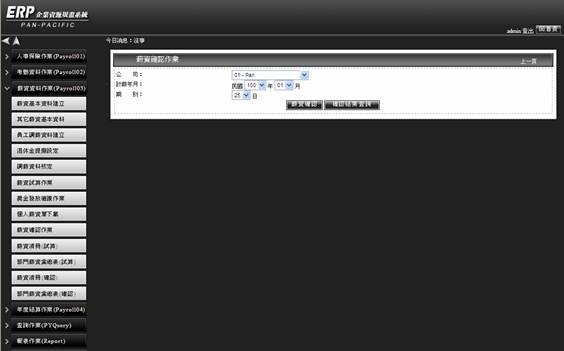 ERP 企業資源規畫系統
PAN-PACIFIC
admin 登出 回首頁
今日消息：沒事
人事保險作業(Payroll01)
考勤資料作業(Payroll02)
薪資資料作業(Payroll03)
薪資基本資料建立
其它薪資基本資料
員工調薪資料建立
退休金提撥設定
調薪資料核定
薪資試算作業
獎金發放維護作業
個人薪資單下載
薪資確認作業
薪資清冊(試算)
部門薪資彙總表(試算)
薪資清冊(確認)
部門薪資彙總表(確認)
年度結算作業(Payroll04)
查詢作業(PYQuery)
報表作業(Report)
薪資確認作業 上一頁
公 司： 01 - Pan
計薪年月： 民國 100 年 01 月
期 別： 25 日
薪資確認 確認結果查詢